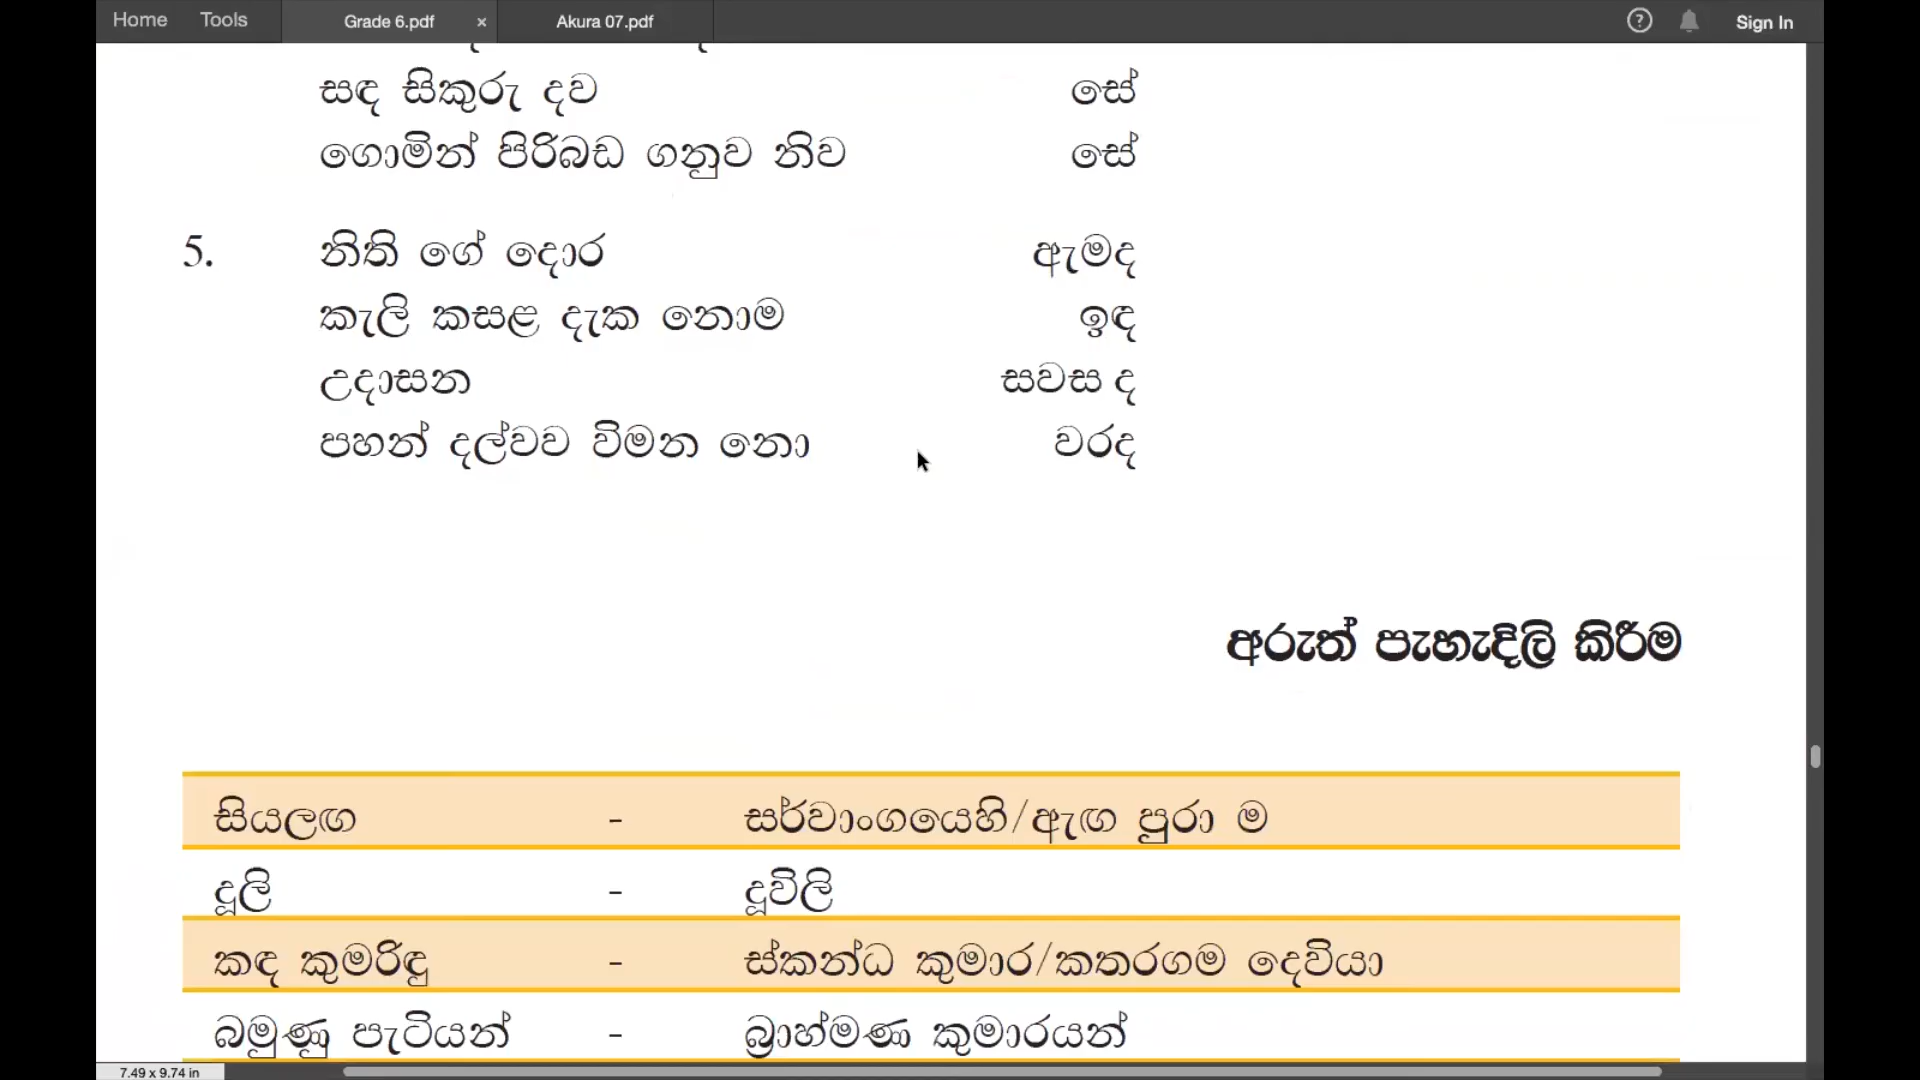 Home Tools Grade 6.pdf × Akura 07.pdf ? Sign In
සඳ සිකුරු දව සේ
ගොමින් පිරිබඩ ගනුව නිව සේ
5. නිති ගේ දොර ඇමද
කැලි කසළ දැක නොම ඉඳ
උදාසන සවස ද
පහන් දල්වව විමන නො වරද
අරුත් පැහැදිලි කිරීම
සියලඟ - සර්වාංගයෙහි/ඇඟ පුරා ම
දූලි - දූවිලි
කඳ කුමරිඳු - ස්කන්ධ කුමාර/කතරගම දෙවියා
බමුණු පැටියන් - බ්‍රාහ්මණ කුමාරයන්
7.49 x 9.74 in